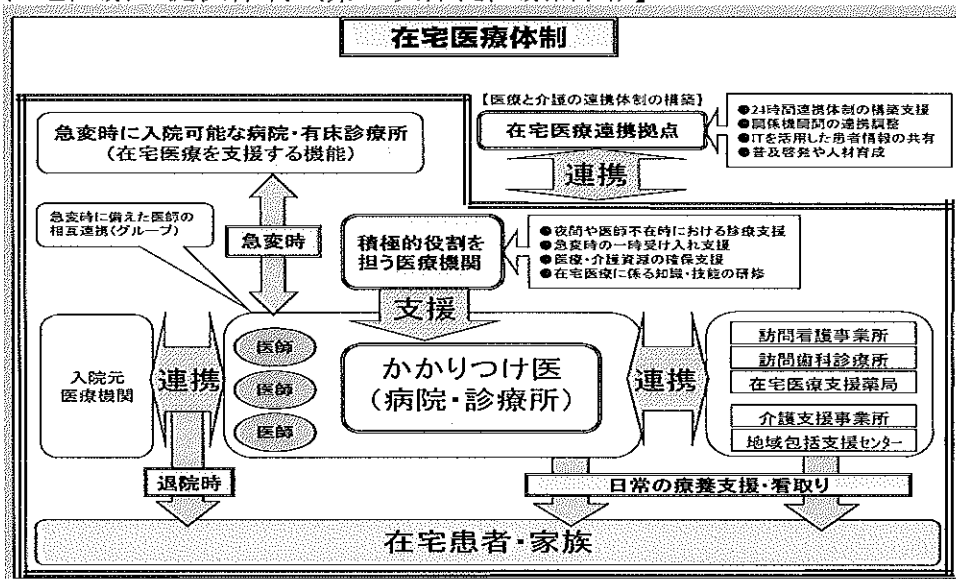 在宅医療体制
【医療と介護の連携体制の構築】
急変時に入院可能な病院・有床診療所
(在宅医療を支援する機能)
在宅医療連携拠点
●24時間連携体制の構築支援
●関係機関間の連携調整
●ITを活用した患者情報の共有
●普及啓発や人材育成
連携
急変時に備えた医師の
相互連携(グループ)
急変時
積極的役割を
担う医療機関
●夜間や医師不在時における診療支援
●急変時の一時受け入れ支援
●医療・介護資源の確保支援
●在宅医療に係る知識・技能の研修
支援
入院元
医療機関
連携
医師
医師
医師
かかりつけ医
(病院・診療所)
連携
訪問看護事業所
訪問歯科診療所
在宅医療支援薬局
介護支援事業所
地域包括支援センター
退院時
日常の療養支援・看取り
在宅患者・家族